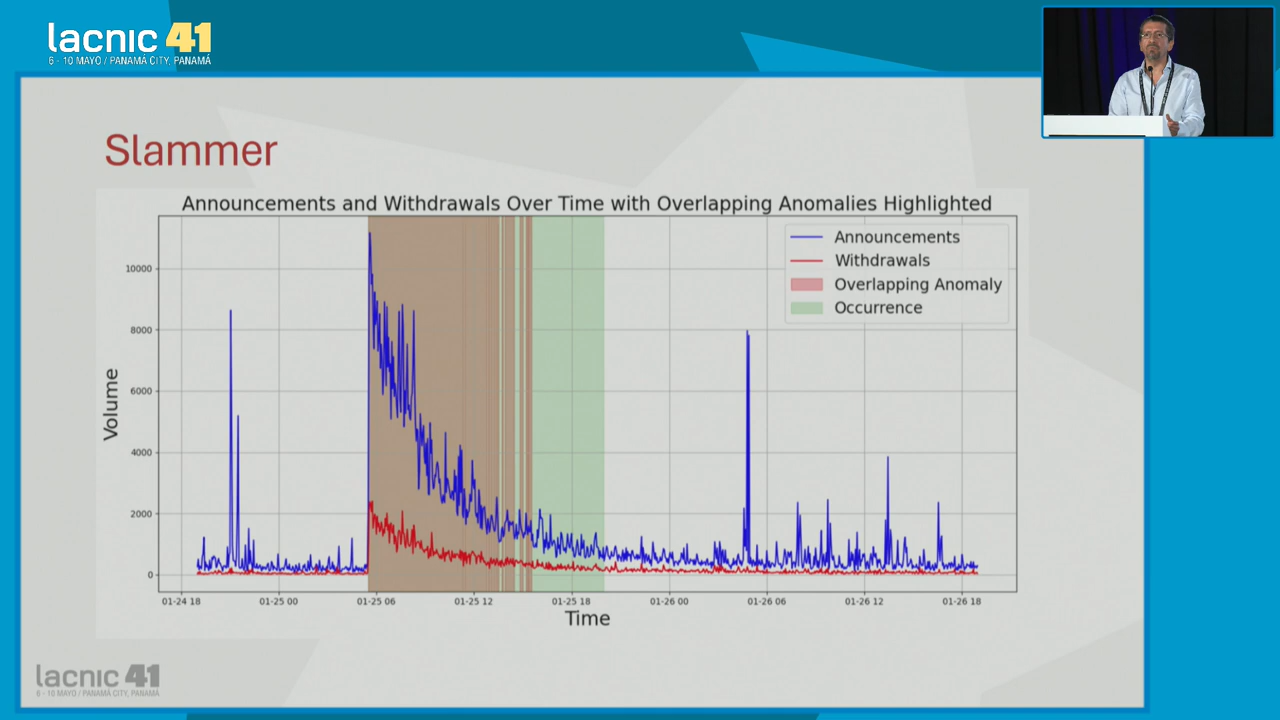 lacnic 41
6 - 10 MAYO / PANAMÁ CITY, PANAMÁ
Slammer
Announcements and Withdrawals Over Time with Overlapping Anomalies Highlighted
Announcements
Withdrawals
Overlapping Anomaly
Occurrence
Volume
10000
8000
6000
4000
2000
0
01-24 18
01-25 00
01-25 06
01-25 12
01-25 18
01-26 00
01-26 06
01-26 12
01-26 18
Time
lacnic 41
6 - 10 MAYO / PANAMÁ CITY, PANAMÁ